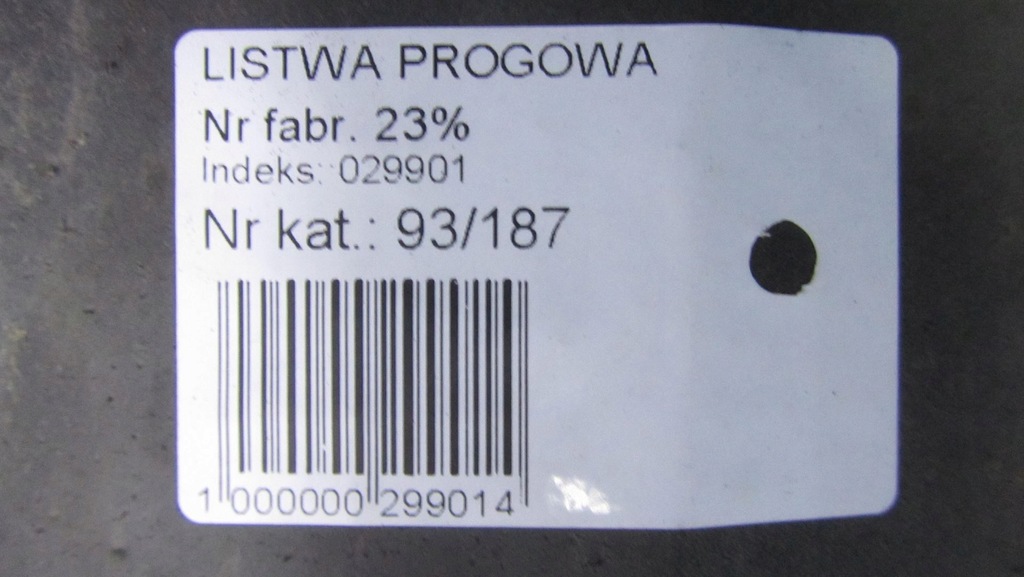 LISTWA PROGOWA
Nr fabr. 23%
Indeks: 029901
Nr kat.: 93/187
1 000000 299014